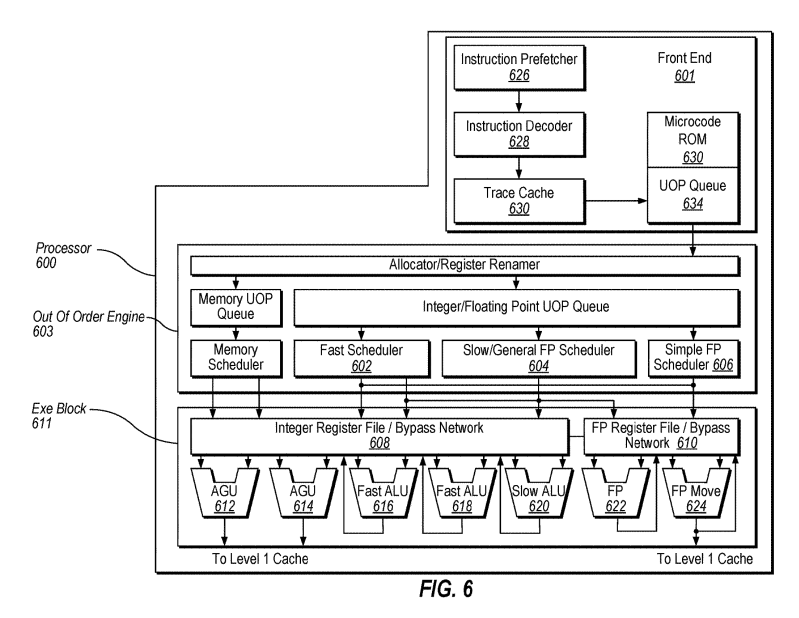 Instruction Prefetcher
626
Front End
601
Instruction Decoder
628
Microcode
ROM
630
Trace Cache
630
UOP Queue
634
Processor
600
Allocator/Register Renamer
Out Of Order Engine
603
Memory UOP
Queue
Integer/Floating Point UOP Queue
Memory
Scheduler
Fast Scheduler
602
Slow/General FP Scheduler
604
Simple FP
Scheduler 606
Exe Block
611
Integer Register File / Bypass Network
608
FP Register File / Bypass
Network 610
AGU
612
AGU
614
Fast ALU
616
Fast ALU
618
Slow ALU
620
FP
622
FP Move
624
To Level 1 Cache
To Level 1 Cache
FIG. 6